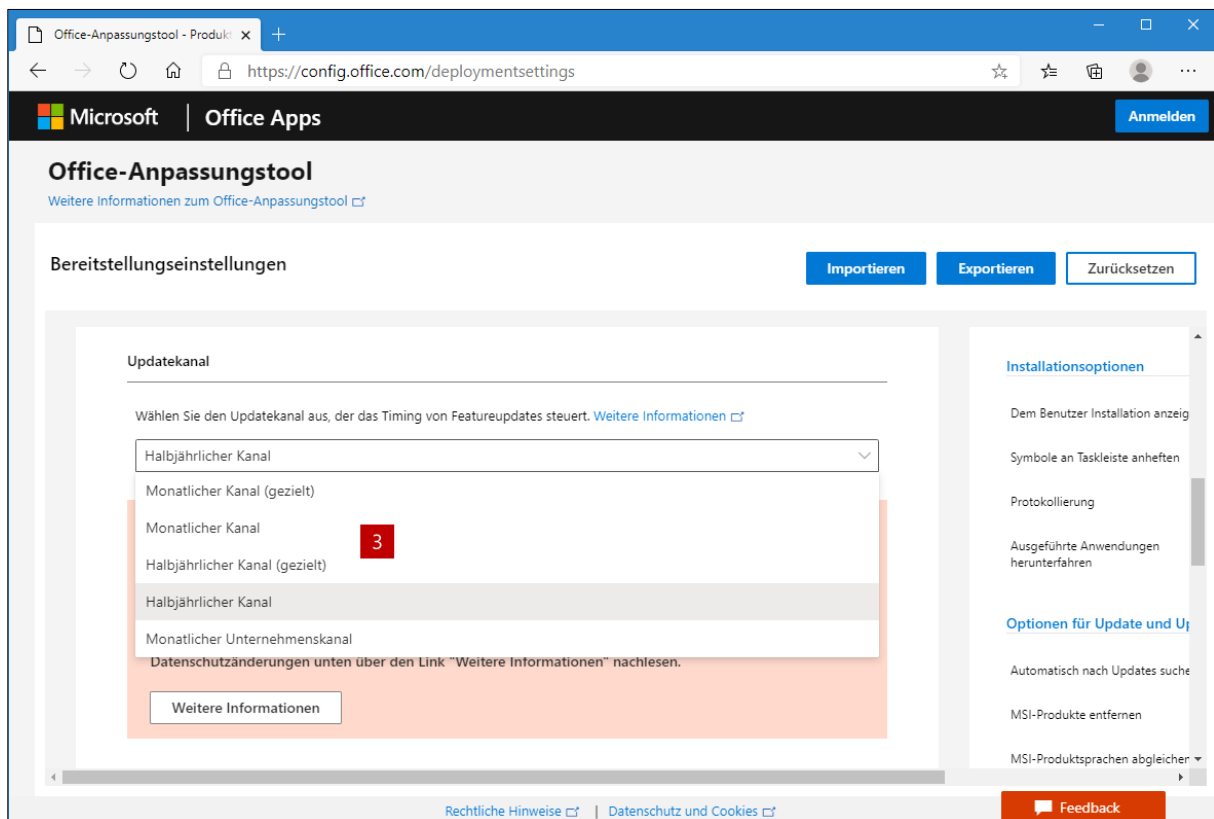 Office-Anpassungstool - Produkt
https://config.office.com/deploymentsettings
Microsoft | Office Apps
Anmelden
Office-Anpassungstool
Weitere Informationen zum Office-Anpassungstool
Bereitstellungseinstellungen
Importieren
Exportieren
Zurücksetzen
Updatekanal
Wählen Sie den Updatekanal aus, der das Timing von Featureupdates steuert. Weitere Informationen
Halbjährlicher Kanal
Monatlicher Kanal (gezielt)
Monatlicher Kanal
3
Halbjährlicher Kanal (gezielt)
Halbjährlicher Kanal
Monatlicher Unternehmenskanal
Datenschutzänderungen unten über den Link "Weitere Informationen" nachlesen.
Weitere Informationen
Installationsoptionen
Dem Benutzer Installation anzeig
Symbole an Taskleiste anheften
Protokollierung
Ausgeführte Anwendungen
herunterfahren
Optionen für Update und Up
Automatisch nach Updates suche
MSI-Produkte entfernen
MSI-Produktsprachen abgleichen
Rechtliche Hinweise | Datenschutz und Cookies
Feedback